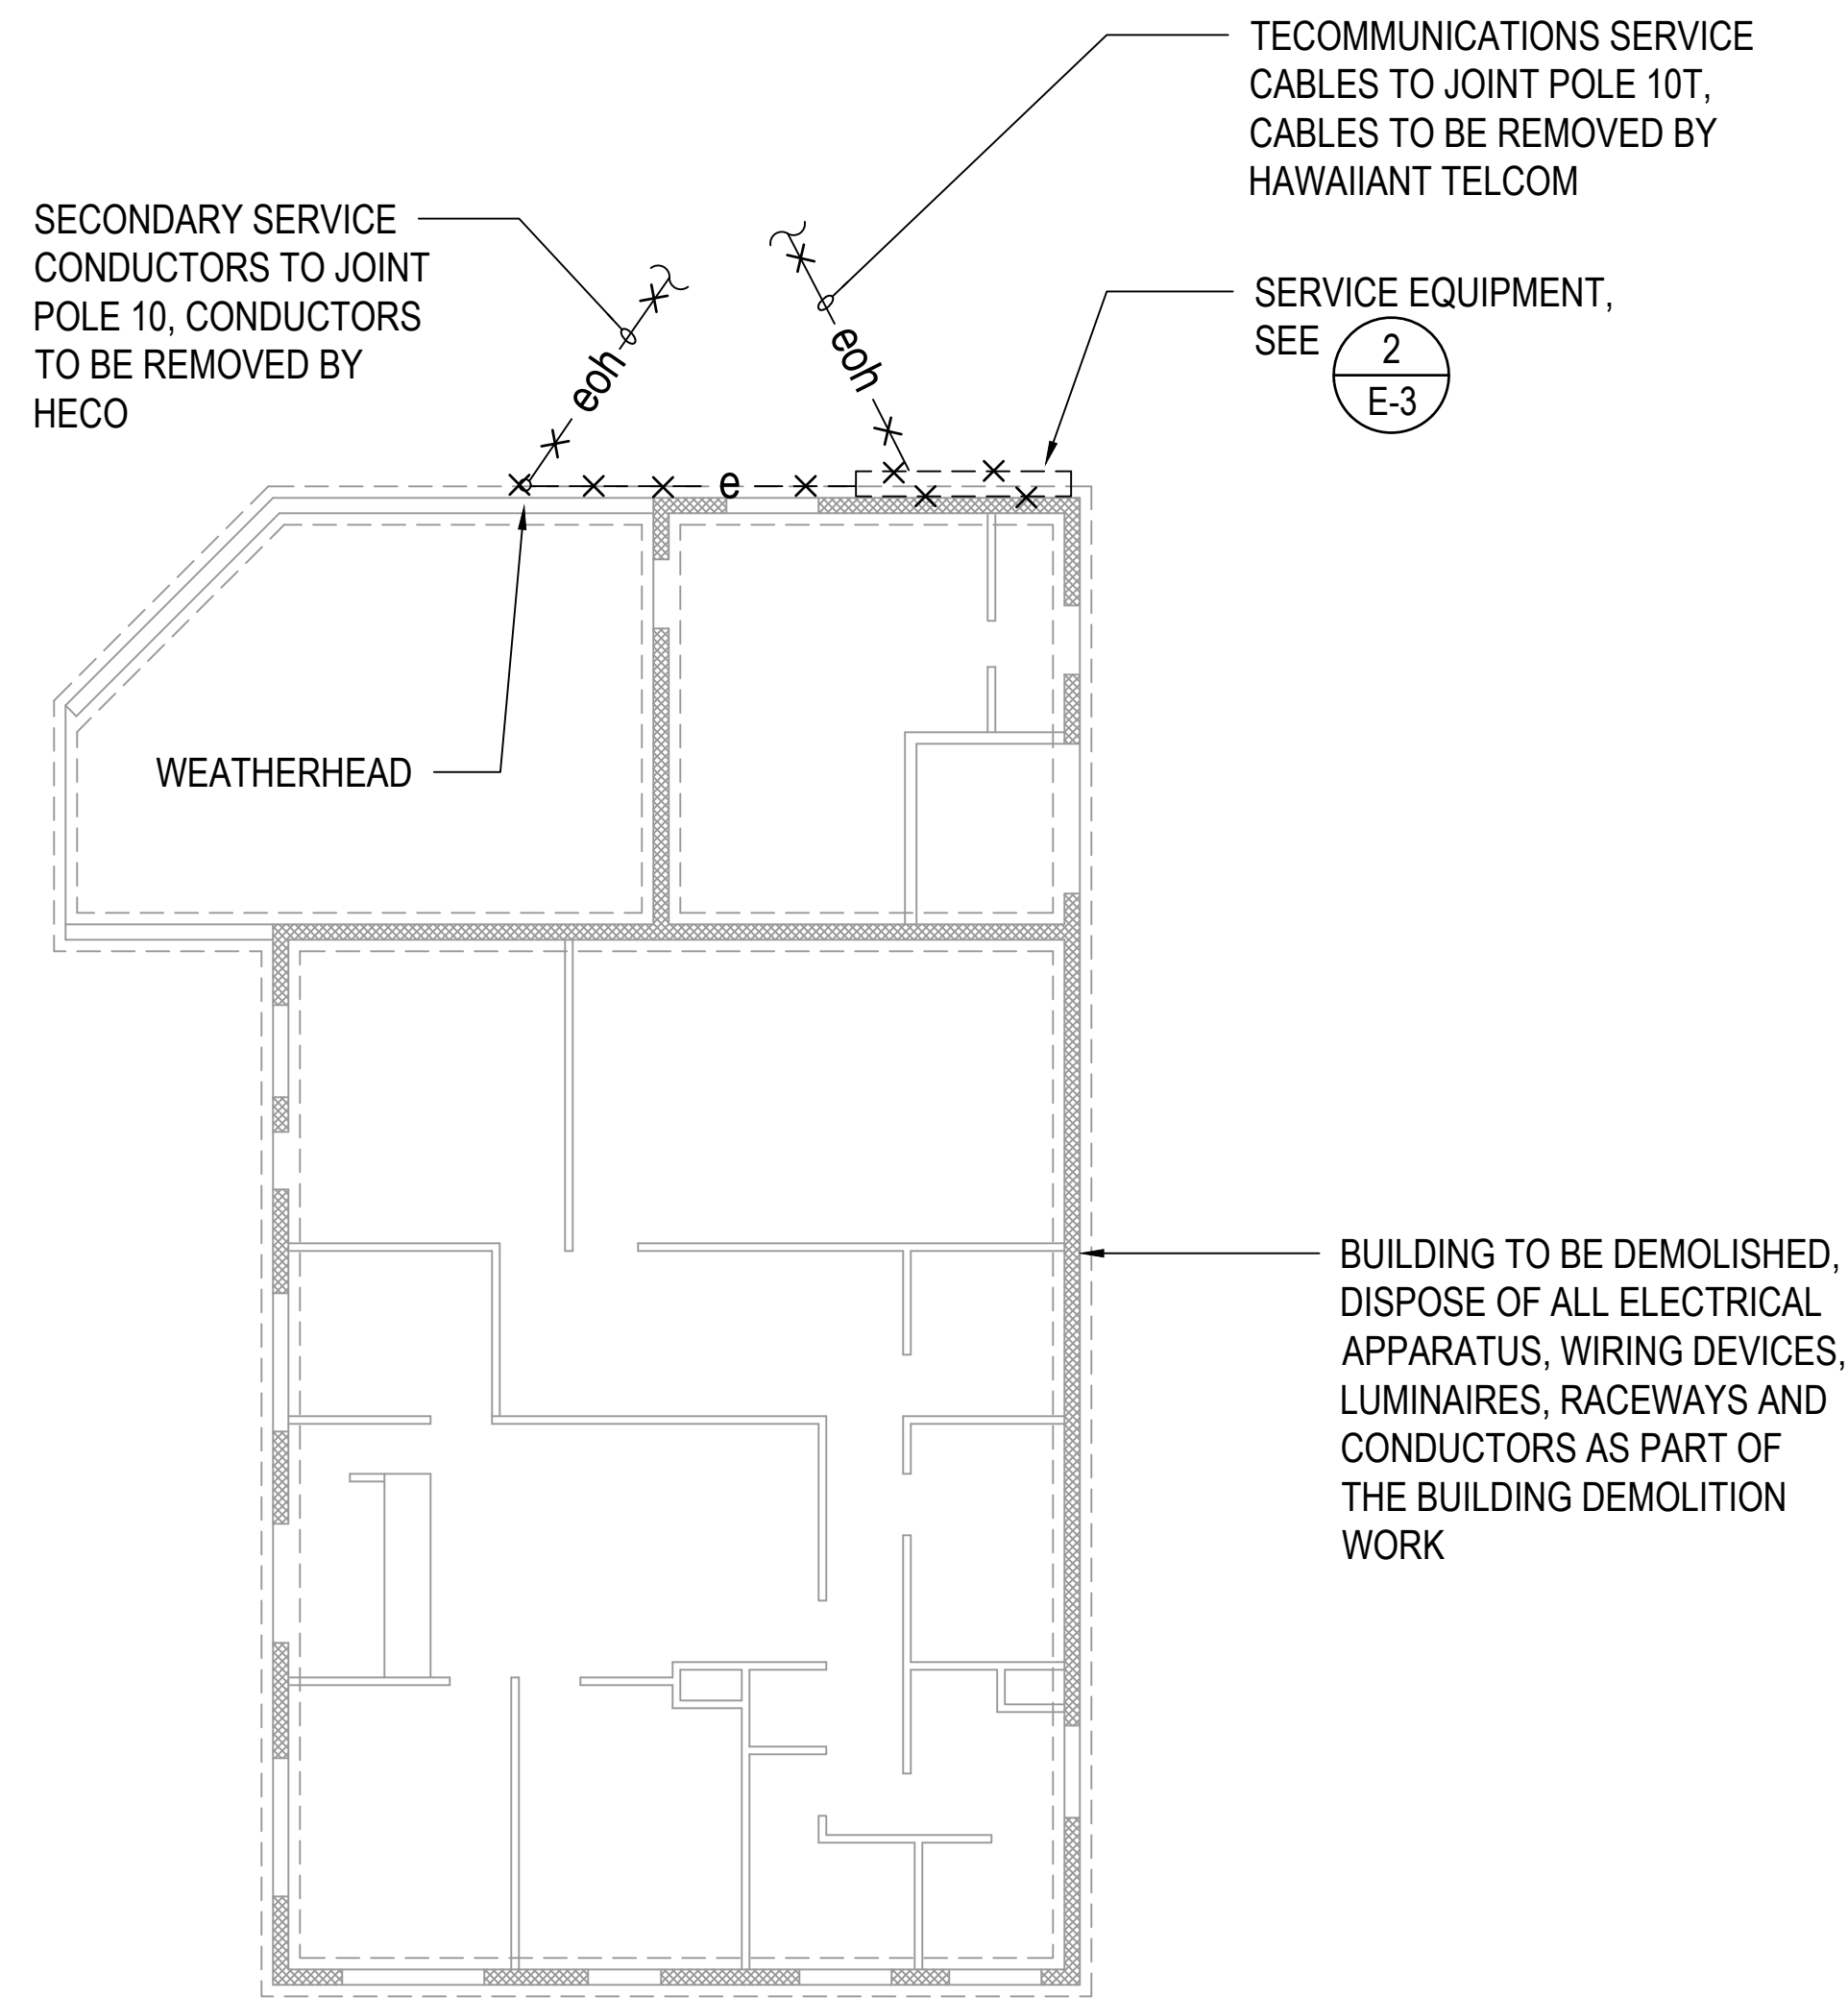 TECOMMUNICATIONS SERVICE
CABLES TO JOINT POLE 10T,
CABLES TO BE REMOVED BY
HAWAIIANT TELCOM
SECONDARY SERVICE
CONDUCTORS TO JOINT
POLE 10, CONDUCTORS
TO BE REMOVED BY
HECO
SERVICE EQUIPMENT,
SEE
2
E-3
eoh
eoh
e
WEATHERHEAD
BUILDING TO BE DEMOLISHED,
DISPOSE OF ALL ELECTRICAL
APPARATUS, WIRING DEVICES,
LUMINAIRES, RACEWAYS AND
CONDUCTORS AS PART OF
THE BUILDING DEMOLITION
WORK